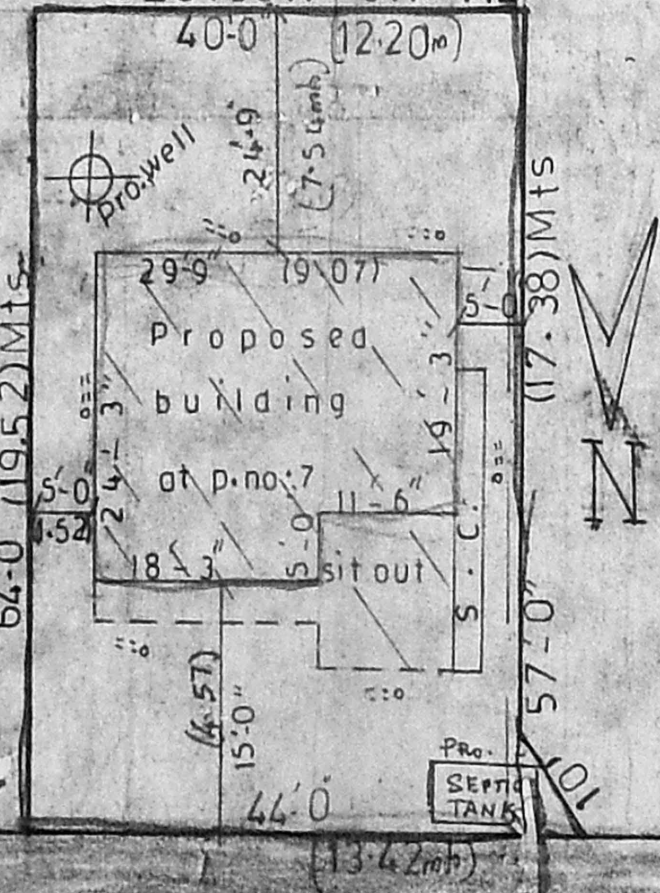 40'-0" (12.20m)
24'-9"
(7.54mts)
pro.well
29'-9" (9.07)
5'-0"
Proposed
building
at p.no:7
19'-3"
24'-3"
5'-0"
1.52)
11'-6"
18'-3"
5'-0
sit out
S.C.
(4.57)
15'-0"
64-0 (19.52)Mts
(17.38)Mts
57'-0"
N
PRO.
SEPTIC
TANK
10
44'-0"
(13.42mts)